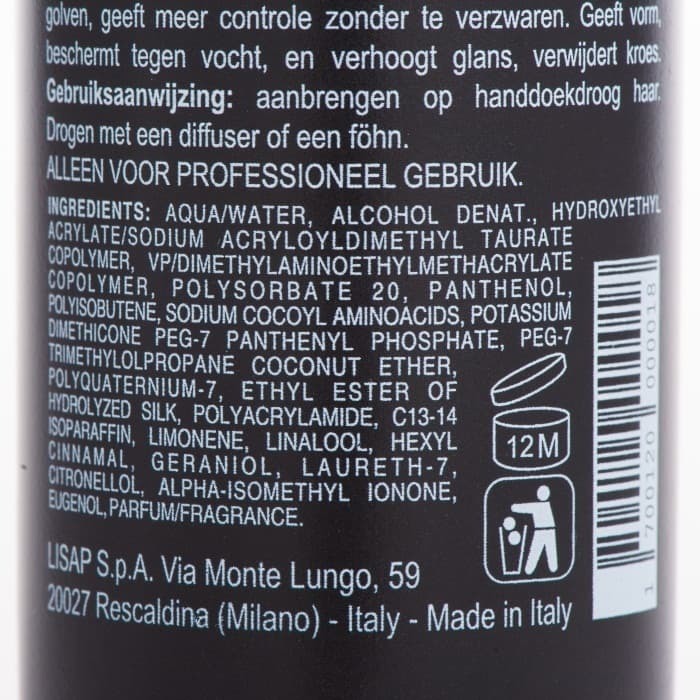 golven, geeft meer controle zonder te verzwaren. Geeft vorm,
beschermt tegen vocht, en verhoogt glans, verwijdert kroes.
Gebruiksaanwijzing: aanbrengen op handdoekdroog haar.
Drogen met een diffuser of een föhn.
ALLEEN VOOR PROFESSIONEEL GEBRUIK.
INGREDIENTS: AQUA/WATER, ALCOHOL DENAT., HYDROXYETHYL
ACRYLATE/SODIUM ACRYLOYLDIMETHYL TAURATE
COPOLYMER, VP/DIMETHYLAMINOETHYLMETHACRYLATE
COPOLYMER, POLYSORBATE 20, PANTHENOL,
POLYISOBUTENE, SODIUM COCOYL AMINOACIDS, POTASSIUM
DIMETHICONE PEG-7 PANTHENYL PHOSPHATE, PEG-7
TRIMETHYLOLPROPANE COCONUT ETHER,
POLYQUATERNIUM-7, ETHYL ESTER OF
HYDROLYZED SILK, POLYACRYLAMIDE, C13-14
ISOPARAFFIN, LIMONENE, LINALOOL, HEXYL
CINNAMAL, GERANIOL, LAURETH-7,
CITRONELLOL, ALPHA-ISOMETHYL IONONE,
EUGENOL, PARFUM/FRAGRANCE.
12M
LISAP S.p.A. Via Monte Lungo, 59
20027 Rescaldina (Milano) - Italy - Made in Italy
1 700120 000018